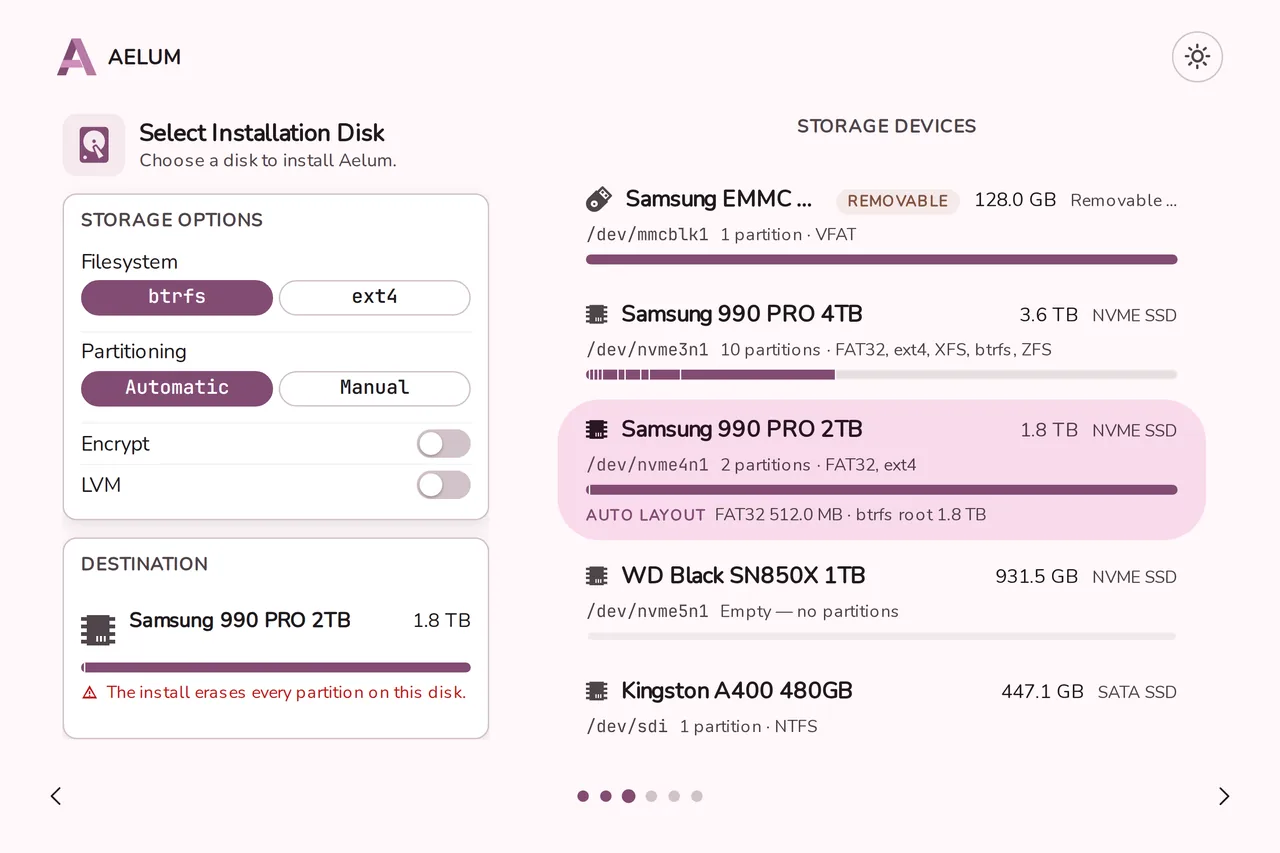 AELUM
Select Installation Disk
Choose a disk to install Aelum.
STORAGE OPTIONS
Filesystem
btrfs ext4
Partitioning
Automatic Manual
Encrypt
LVM
DESTINATION
Samsung 990 PRO 2TB 1.8 TB
The install erases every partition on this disk.
STORAGE DEVICES
Samsung EMMC ... REMOVABLE 128.0 GB Removable ...
/dev/mmcblk1 1 partition · VFAT
Samsung 990 PRO 4TB 3.6 TB NVME SSD
/dev/nvme3n1 10 partitions · FAT32, ext4, XFS, btrfs, ZFS
Samsung 990 PRO 2TB 1.8 TB NVME SSD
/dev/nvme4n1 2 partitions · FAT32, ext4
AUTO LAYOUT FAT32 512.0 MB · btrfs root 1.8 TB
WD Black SN850X 1TB 931.5 GB NVME SSD
/dev/nvme5n1 Empty — no partitions
Kingston A400 480GB 447.1 GB SATA SSD
/dev/sdi 1 partition · NTFS